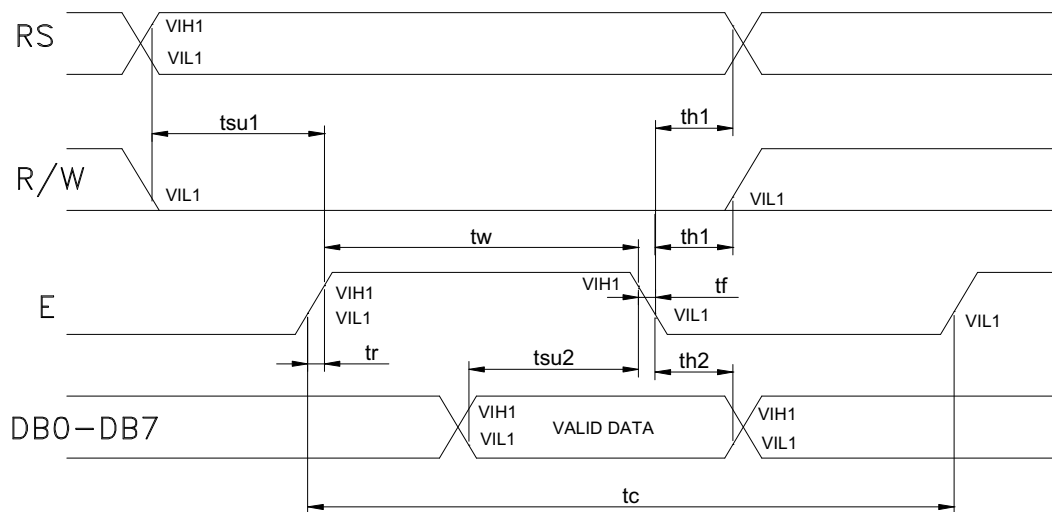 RS
VIH1
VIL1
tsu1
th1
R/W
VIL1
VIL1
tw
th1
E
VIH1
VIL1
VIH1
tf
VIL1
VIL1
tr
tsu2
th2
DB0-DB7
VIH1
VIL1
VALID DATA
VIH1
VIL1
tc